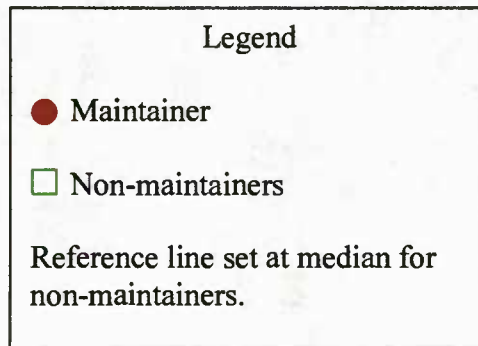 Legend
Maintainer
Non-maintainers
Reference line set at median for
non-maintainers.